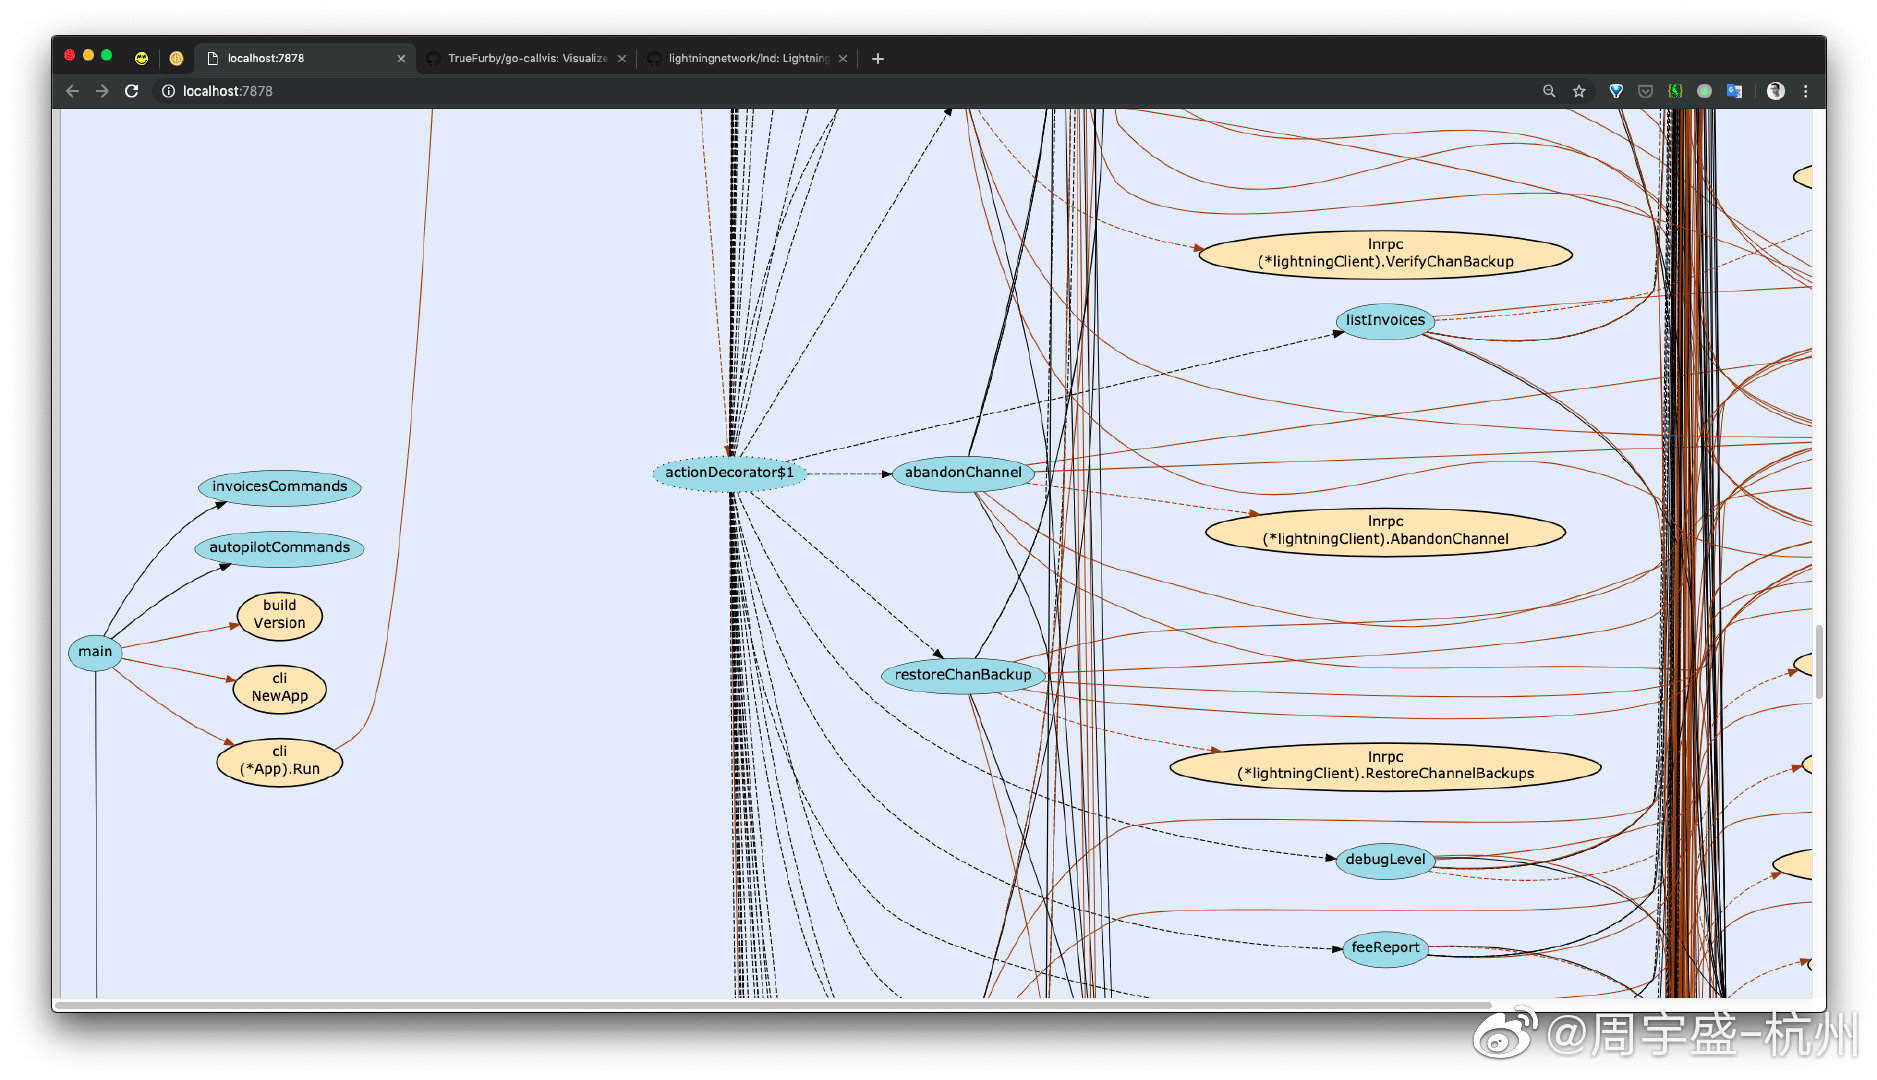 localhost:7878
TrueFurby/go-callvis: Visualize
lightningnetwork/lnd: Lightning
localhost:7878
lnrpc
(*lightningClient).VerifyChanBackup
listInvoices
actionDecorator$1
abandonChannel
invoicesCommands
lnrpc
(*lightningClient).AbandonChannel
autopilotCommands
build
Version
main
cli
NewApp
restoreChanBackup
cli
(*App).Run
lnrpc
(*lightningClient).RestoreChannelBackups
debugLevel
feeReport
@周宇盛-杭州